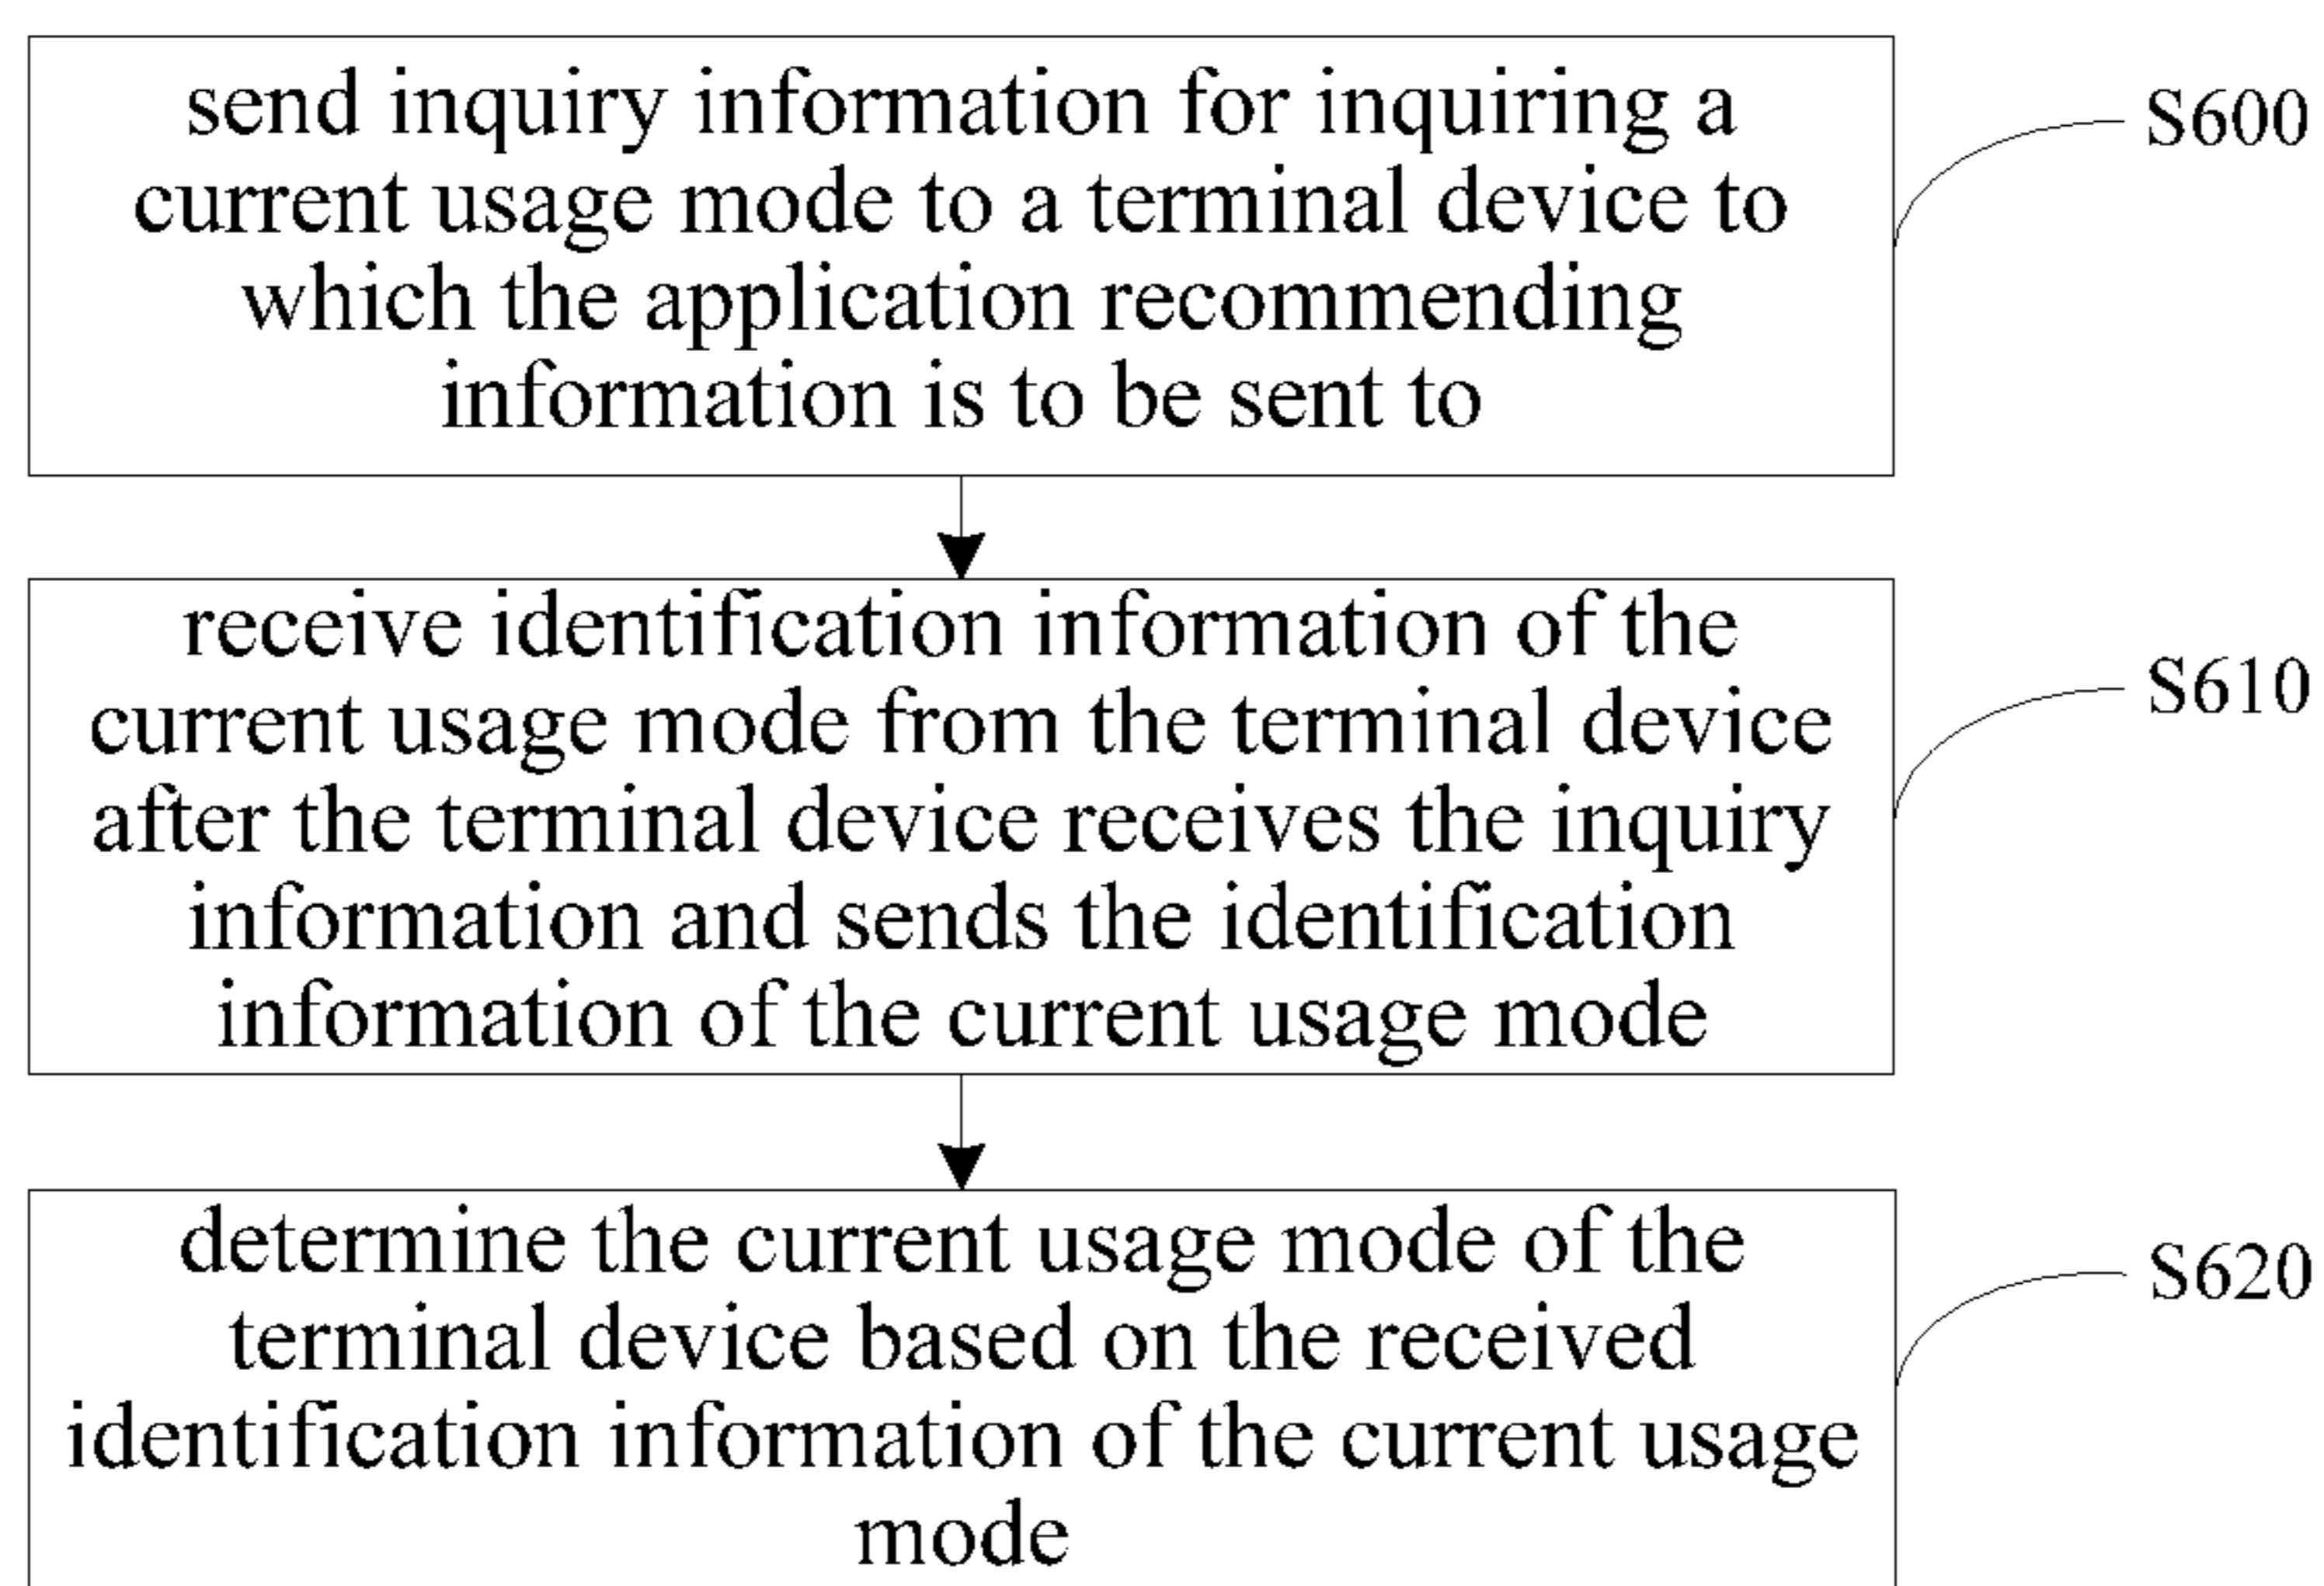 send inquiry information for inquiring a
current usage mode to a terminal device to
which the application recommending
information is to be sent to
S600
receive identification information of the
current usage mode from the terminal device
after the terminal device receives the inquiry
information and sends the identification
information of the current usage mode
S610
determine the current usage mode of the
terminal device based on the received
identification information of the current usage
mode
S620